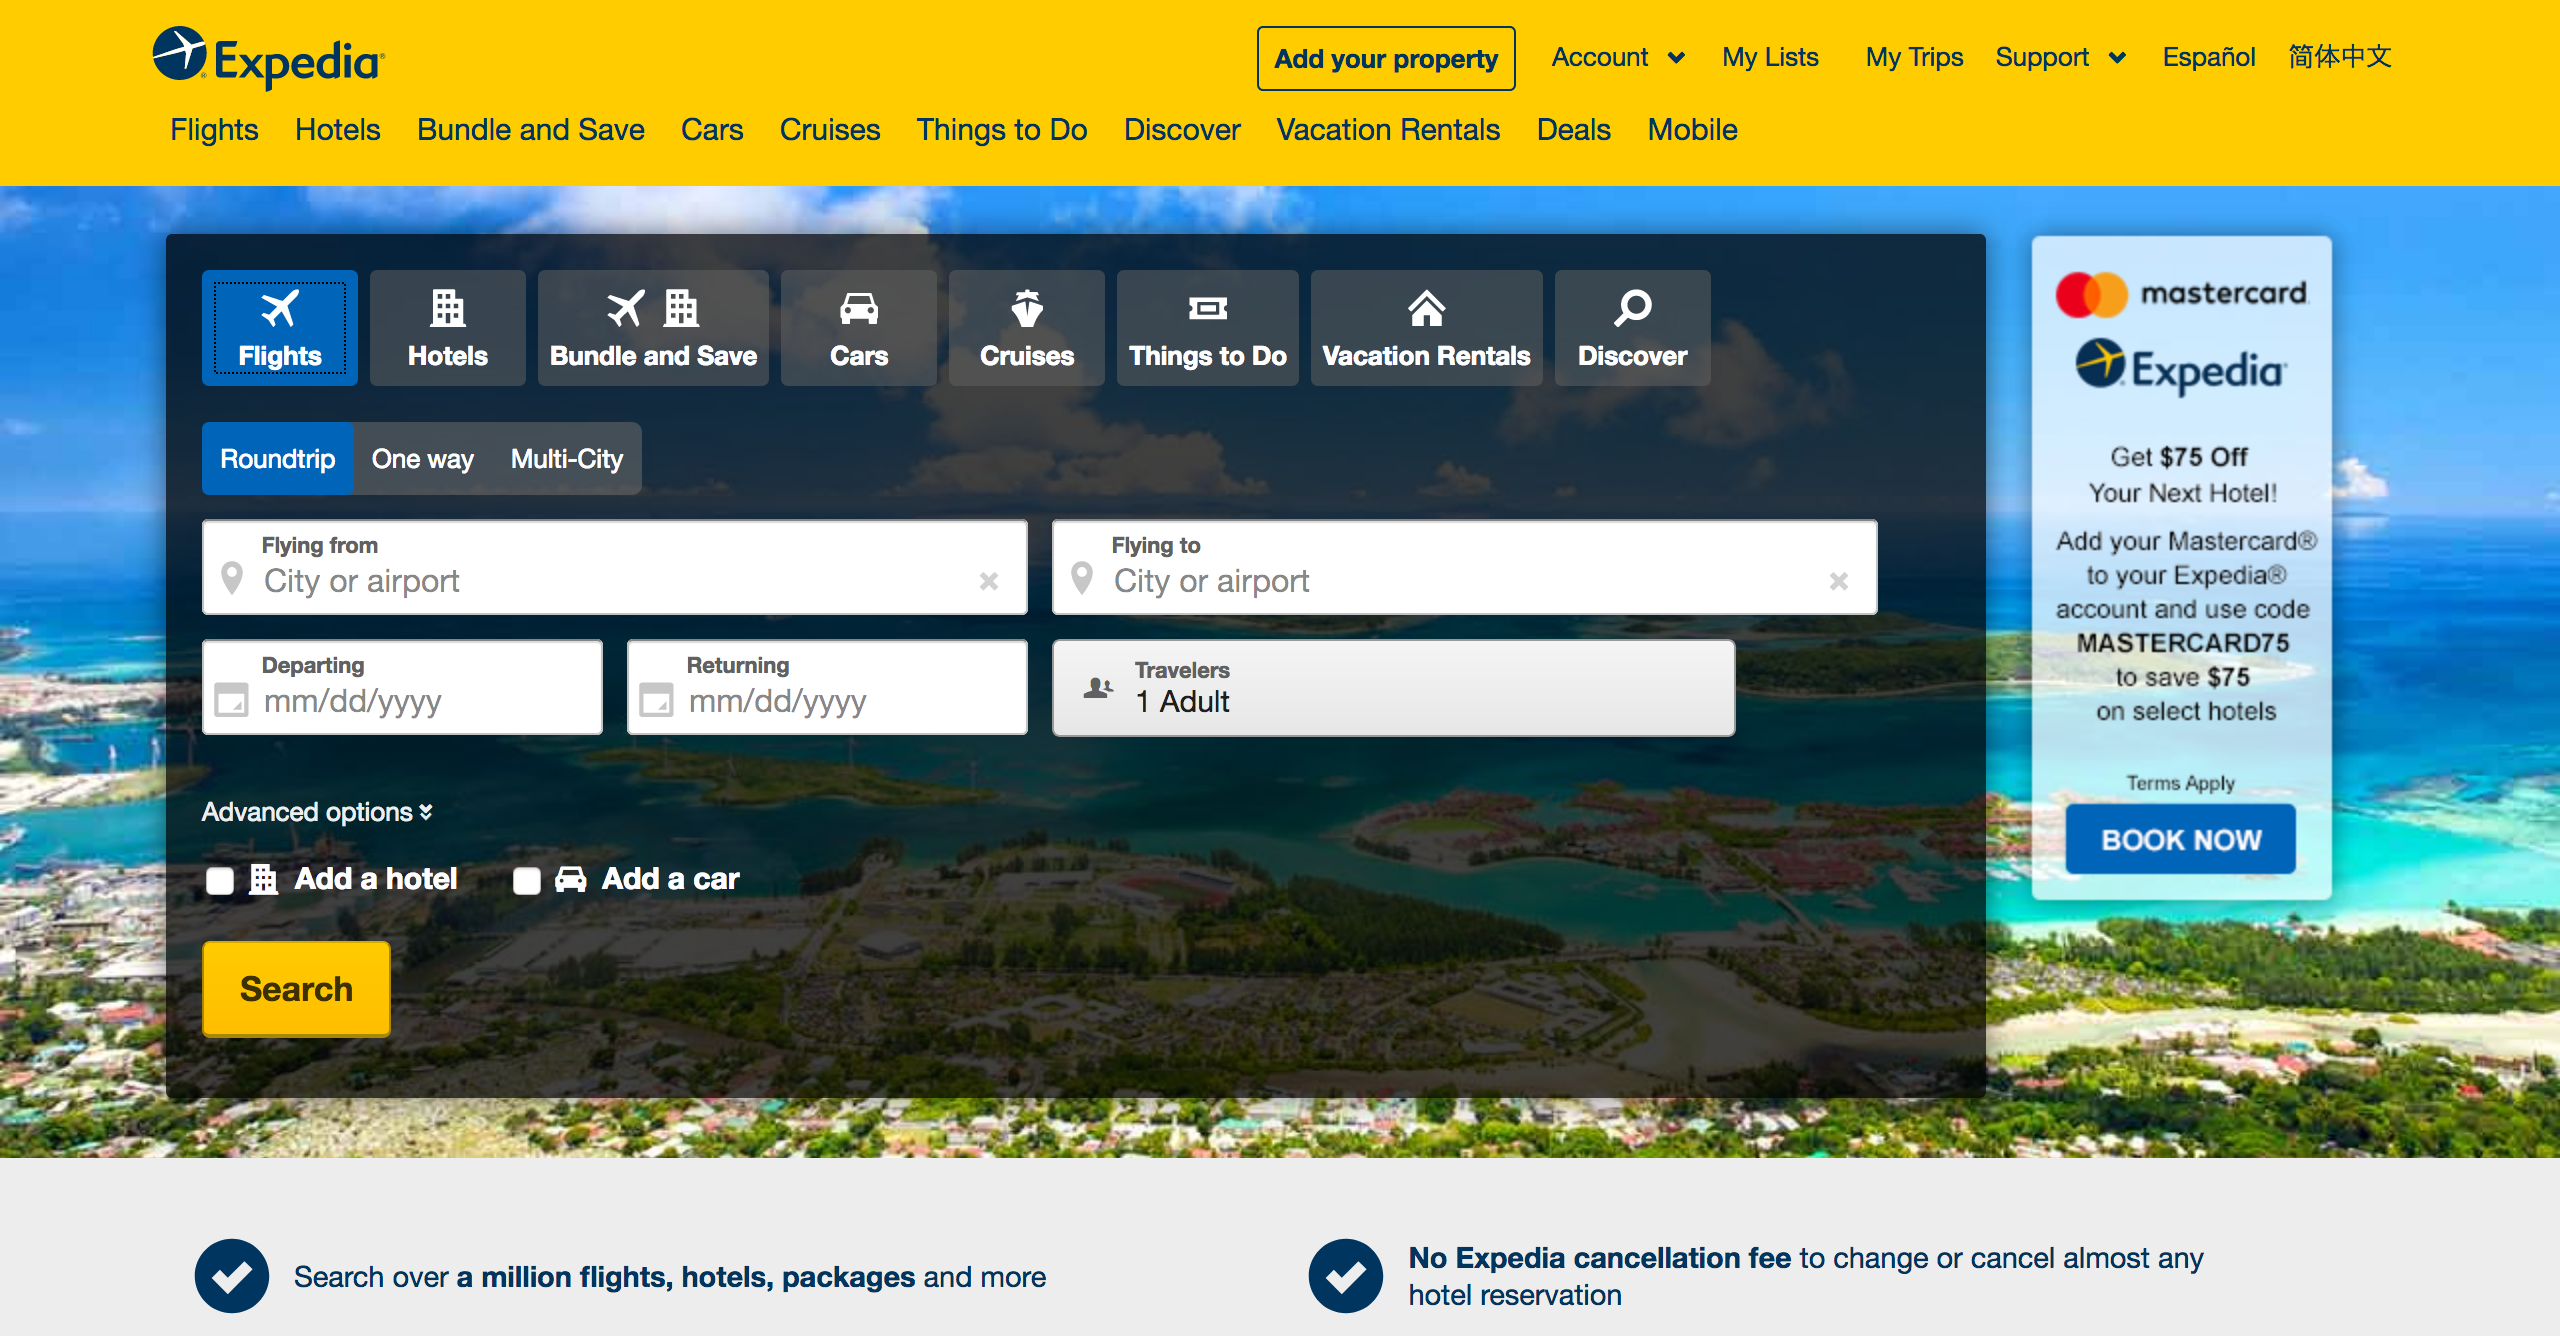 Expedia
Add your property
Account
My Lists
My Trips
Support
Español
简体中文
Flights
Hotels
Bundle and Save
Cars
Cruises
Things to Do
Discover
Vacation Rentals
Deals
Mobile
Flights
Hotels
Bundle and Save
Cars
Cruises
Things to Do
Vacation Rentals
Discover
Roundtrip
One way
Multi-City
Flying from
City or airport
Flying to
City or airport
Departing
mm/dd/yyyy
Returning
mm/dd/yyyy
Travelers
1 Adult
Advanced options
Add a hotel
Add a car
Search
mastercard
Expedia
Get $75 Off
Your Next Hotel!
Add your Mastercard®
to your Expedia®
account and use code
MASTERCARD75
to save $75
on select hotels
Terms Apply
BOOK NOW
Search over a million flights, hotels, packages and more
No Expedia cancellation fee to change or cancel almost any
hotel reservation